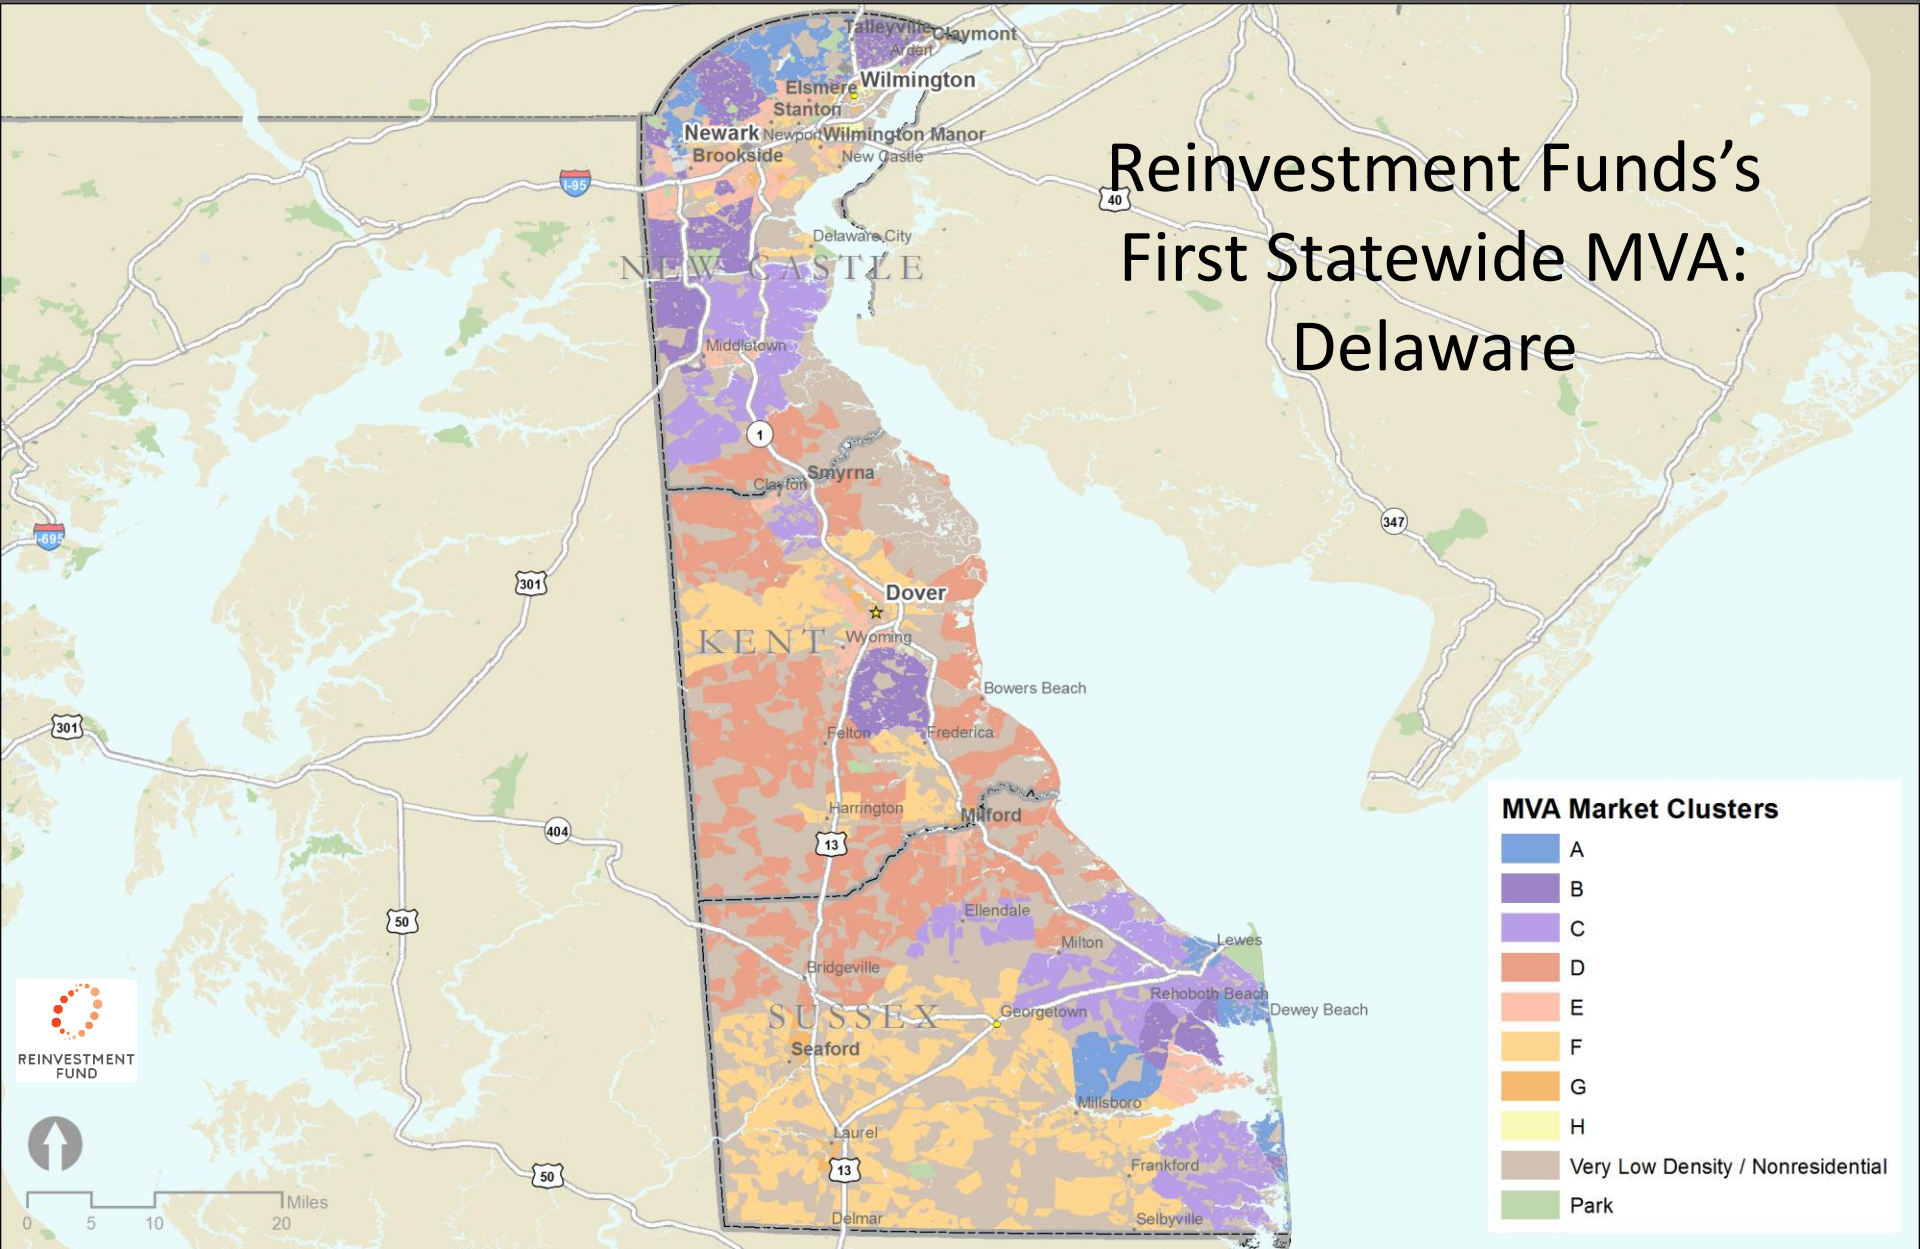 Reinvestment Funds's
First Statewide MVA:
Delaware
Talleyville
Claymont
Arden
Wilmington
Elsmere
Stanton
Newark
Newport
Wilmington Manor
Brookside
New Castle
I-95
40
Delaware City
NEW CASTLE
Middletown
1
Smyrna
Clayton
I-695
347
301
Dover
KENT
Wyoming
Bowers Beach
301
Felton
Frederica
Harrington
Milford
404
13
50
Ellendale
Milton
Lewes
Bridgeville
Rehoboth Beach
Dewey Beach
SUSSEX
Georgetown
Seaford
Millsboro
Laurel
13
50
Frankford
Delmar
Selbyville
REINVESTMENT
FUND
Miles
0 5 10 20
MVA Market Clusters
A
B
C
D
E
F
G
H
Very Low Density / Nonresidential
Park